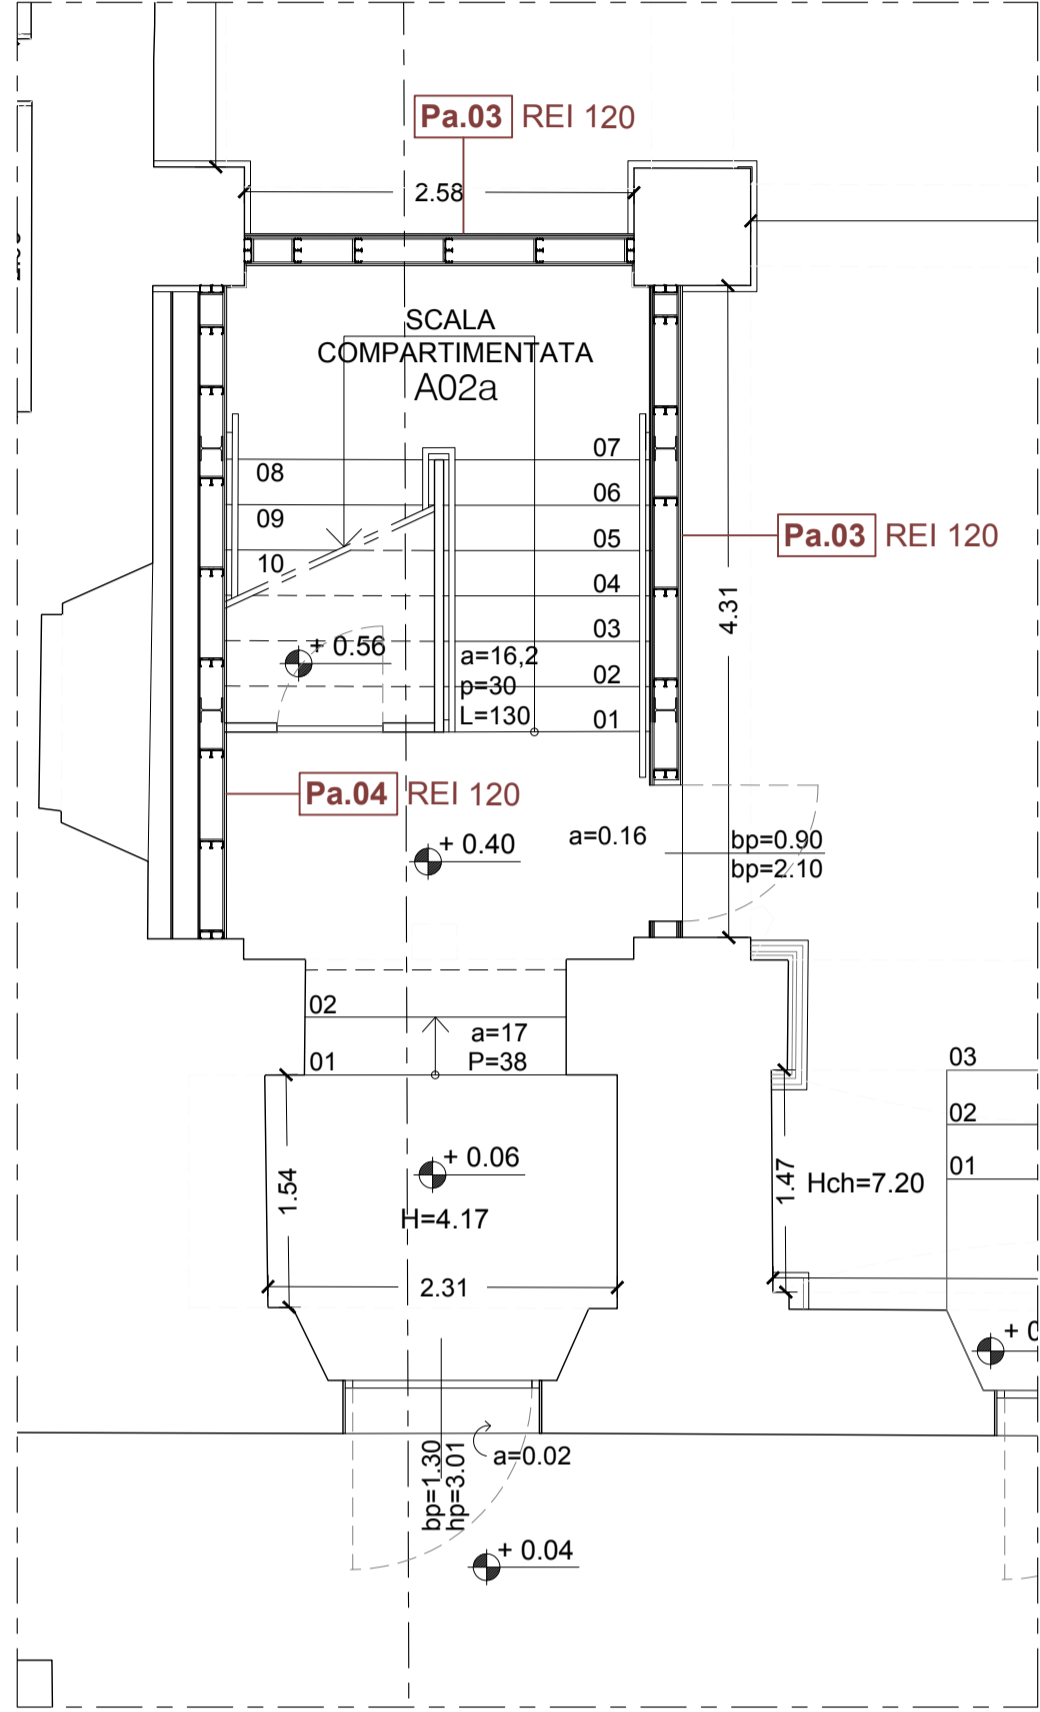 Pa.03 REI 120
2.58
SCALA
COMPARTIMENTATA
A02a
07
08
06
09
05
10
04
Pa.03 REI 120
4.31
03
+ 0.56
a=16,2
02
p=30
L=130
01
Pa.04 REI 120
a=0.16
+ 0.40
bp=0.90
bp=2.10
02
a=17
01
P=38
03
02
01
+ 0.06
1.54
1.47
Hch=7.20
H=4.17
2.31
+ 0
bp=1.30
hp=3.01
a=0.02
+ 0.04